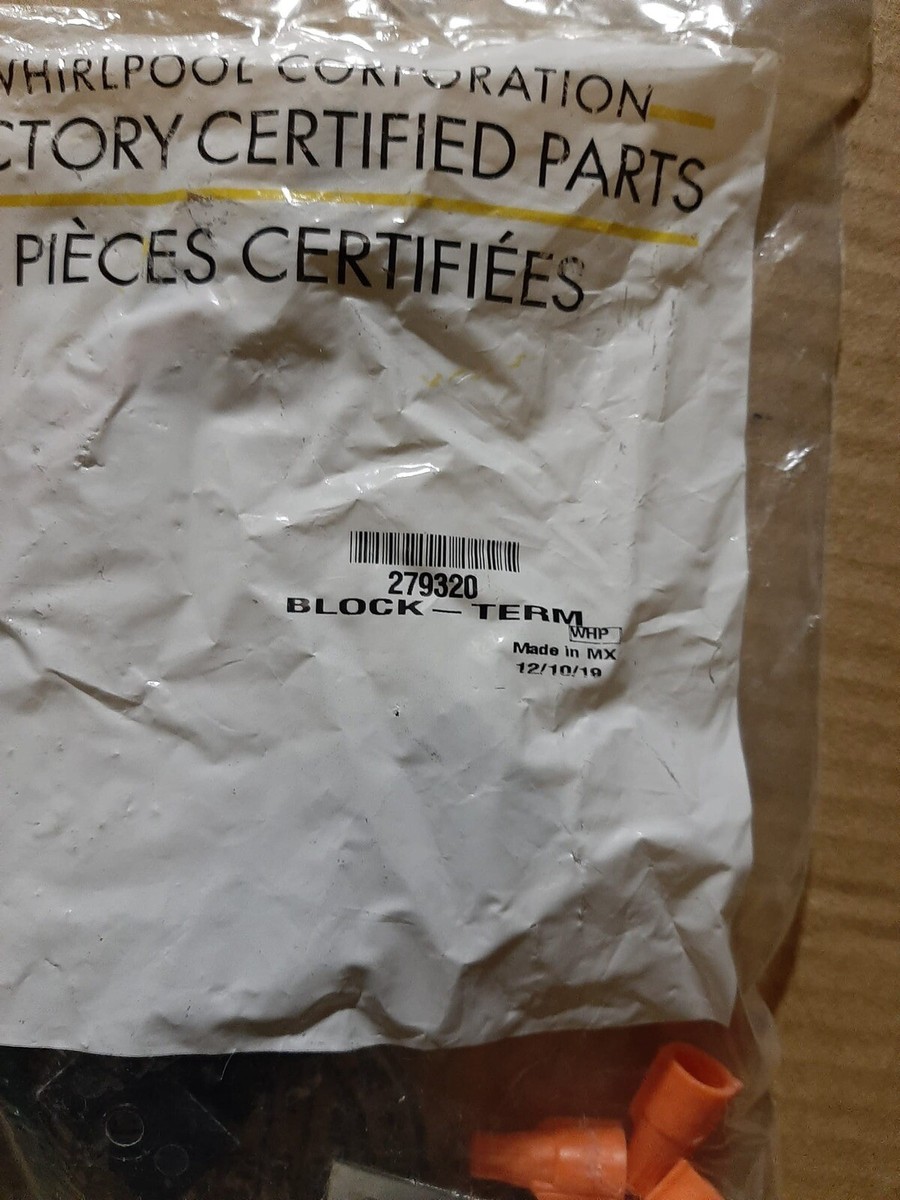 WHIRLPOOL CORPORATION
CTORY CERTIFIED PARTS
PIÈCES CERTIFIÉES
279320
BLOCK - TERM
WHP
Made in MX
12/10/19